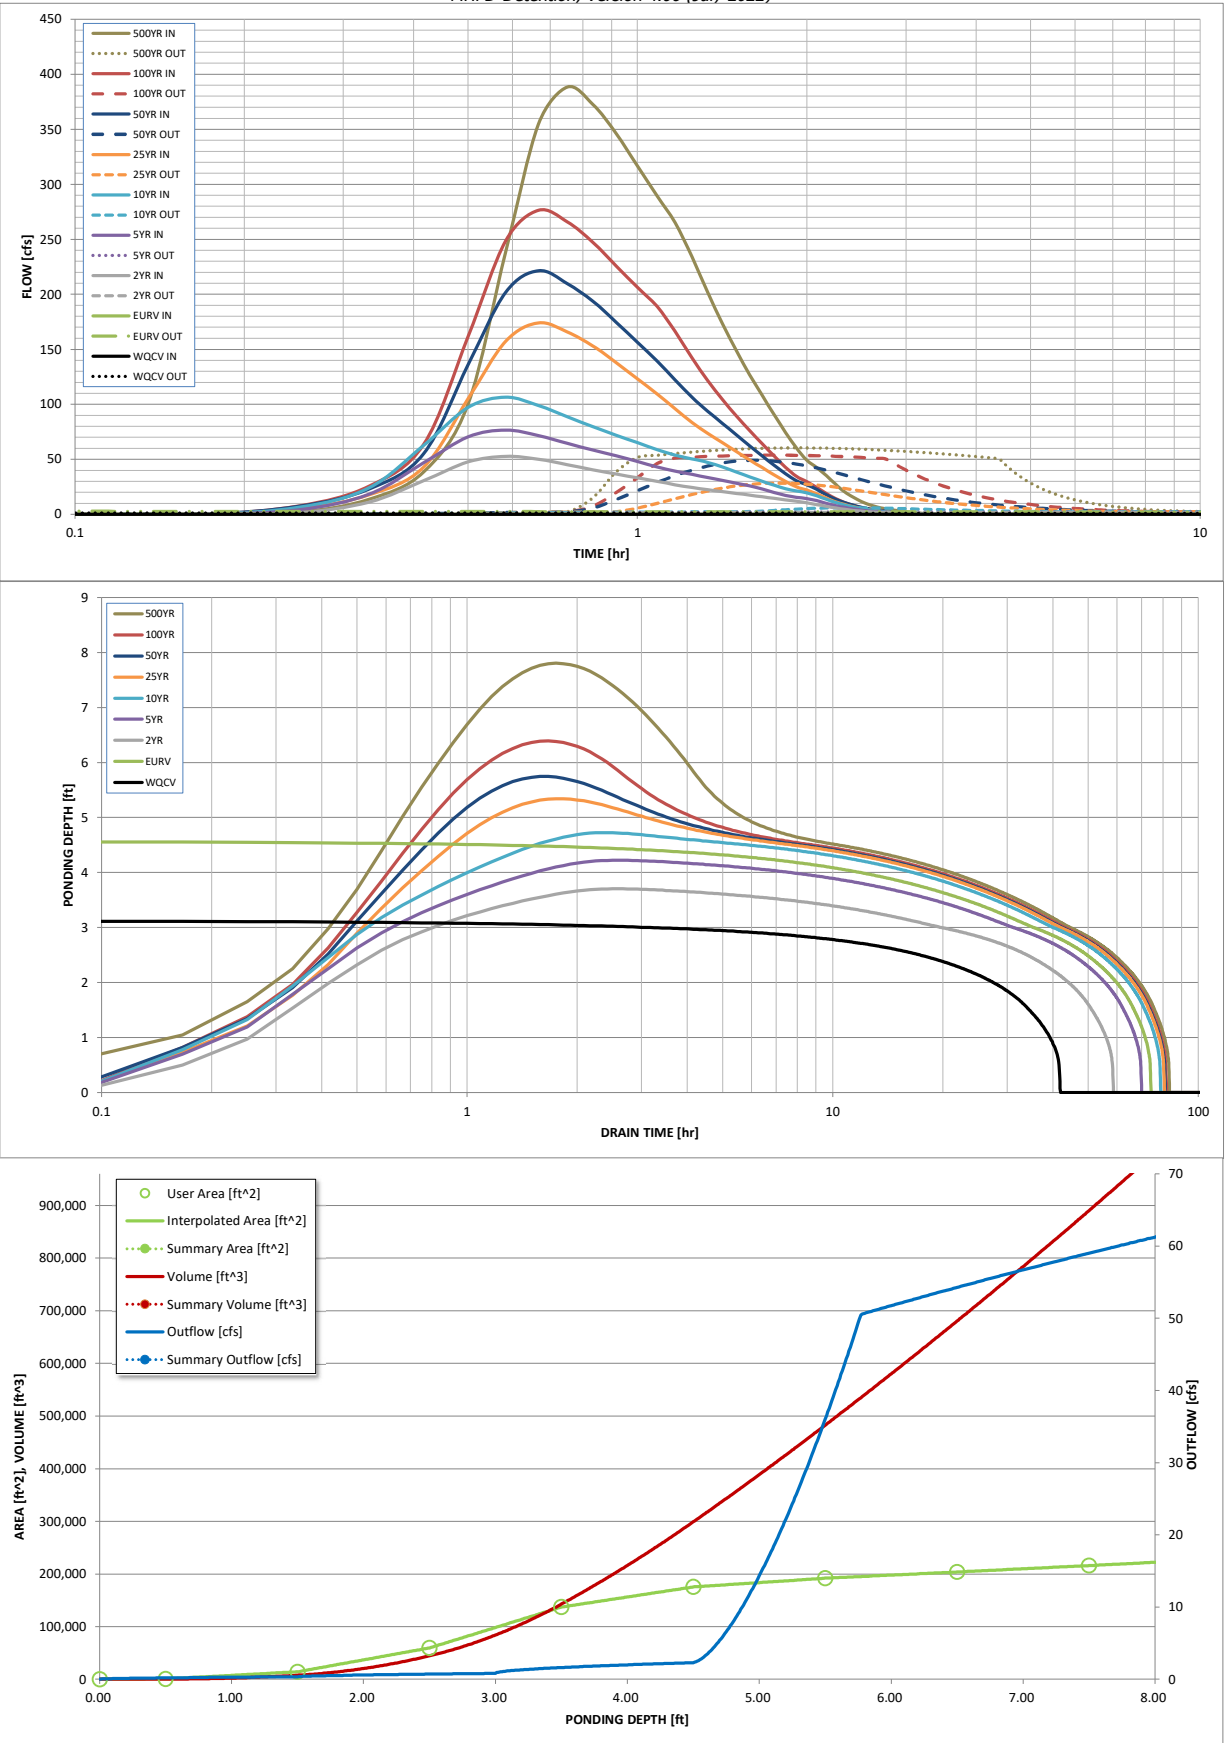 MHFD-Detention, Version 4.06 (July 2022)
450
400
350
300
250
200
150
100
50
0
FLOW [cfs]
500YR IN
500YR OUT
100YR IN
100YR OUT
50YR IN
50YR OUT
25YR IN
25YR OUT
10YR IN
10YR OUT
5YR IN
5YR OUT
2YR IN
2YR OUT
EURV IN
EURV OUT
WQCV IN
WQCV OUT
0.1
1
10
TIME [hr]
9
8
7
6
5
4
3
2
1
0
PONDING DEPTH [ft]
500YR
100YR
50YR
25YR
10YR
5YR
2YR
EURV
WQCV
0.1
1
10
100
DRAIN TIME [hr]
900,000
800,000
700,000
600,000
500,000
400,000
300,000
200,000
100,000
0
AREA [ft^2], VOLUME [ft^3]
User Area [ft^2]
Interpolated Area [ft^2]
Summary Area [ft^2]
Volume [ft^3]
Summary Volume [ft^3]
Outflow [cfs]
Summary Outflow [cfs]
70
60
50
40
30
20
10
0
OUTFLOW [cfs]
0.00
1.00
2.00
3.00
4.00
5.00
6.00
7.00
8.00
PONDING DEPTH [ft]